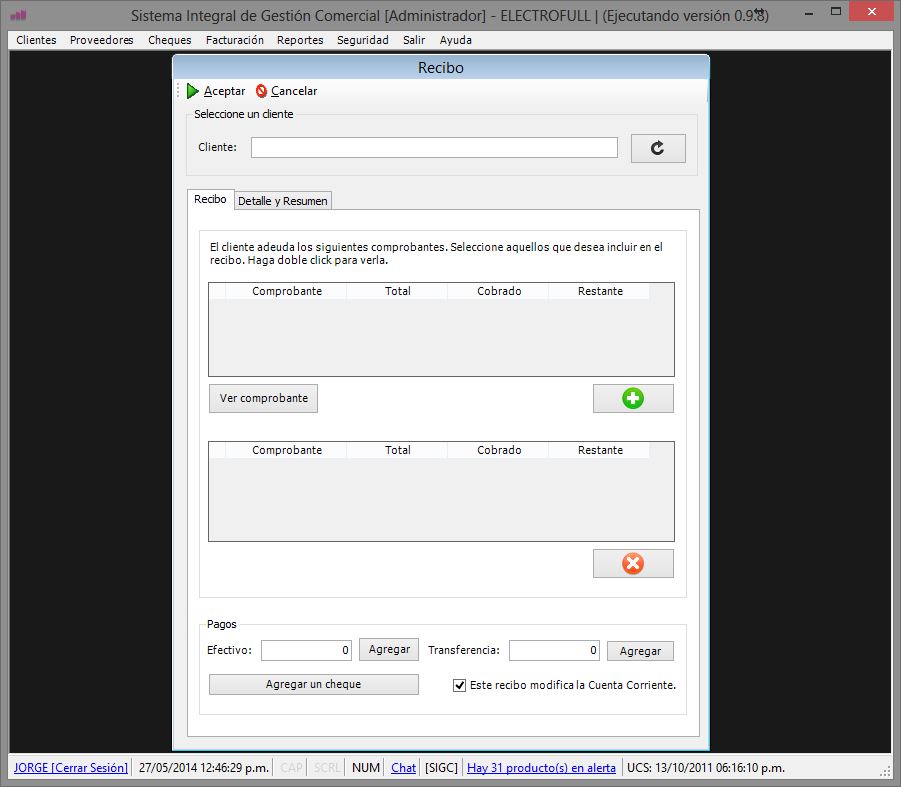 Sistema Integral de Gestión Comercial [Administrador] - ELECTROFULL | (Ejecutando versión 0.9.8)
Clientes Proveedores Cheques Facturación Reportes Seguridad Salir Ayuda
Recibo
Aceptar Cancelar
Seleccione un cliente
Cliente:
Recibo Detalle y Resumen
El cliente adeuda los siguientes comprobantes. Seleccione aquellos que desea incluir en el
recibo. Haga doble click para verla.
Comprobante Total Cobrado Restante
Ver comprobante
Comprobante Total Cobrado Restante
Pagos
Efectivo: 0 Agregar Transferencia: 0 Agregar
Agregar un cheque Este recibo modifica la Cuenta Corriente.
JORGE [Cerrar Sesión] 27/05/2014 12:46:29 p.m. CAP SCRL NUM Chat [SIGC] Hay 31 producto(s) en alerta UCS: 13/10/2011 06:16:10 p.m.